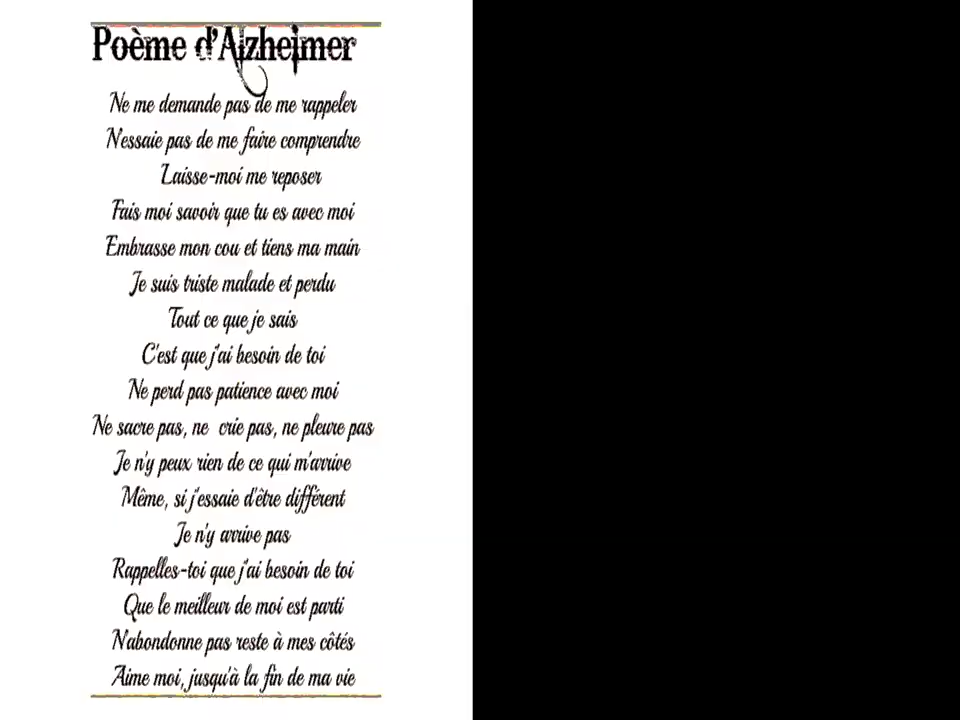 Poème d'Alzheimer
Ne me demande pas de me rappeler
N'essaie pas de me faire comprendre
Laisse-moi me reposer
Fais moi savoir que tu es avec moi
Embrasse mon cou et tiens ma main
Je suis triste malade et perdu
Tout ce que je sais
C'est que j'ai besoin de toi
Ne perd pas patience avec moi
Ne sacre pas, ne crie pas, ne pleure pas
Je n'y peux rien de ce qui m'arrive
Même, si j'essaie d'être différent
Je n'y arrive pas
Rappelles-toi que j'ai besoin de toi
Que le meilleur de moi est parti
N'abondonne pas reste à mes côtés
Aime moi, jusqu'à la fin de ma vie